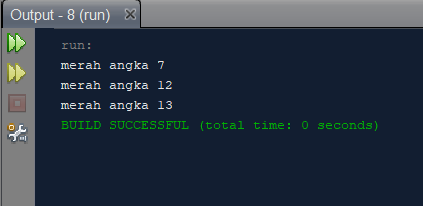 Output - 8 (run)
run:
merah angka 7
merah angka 12
merah angka 13
BUILD SUCCESSFUL (total time: 0 seconds)